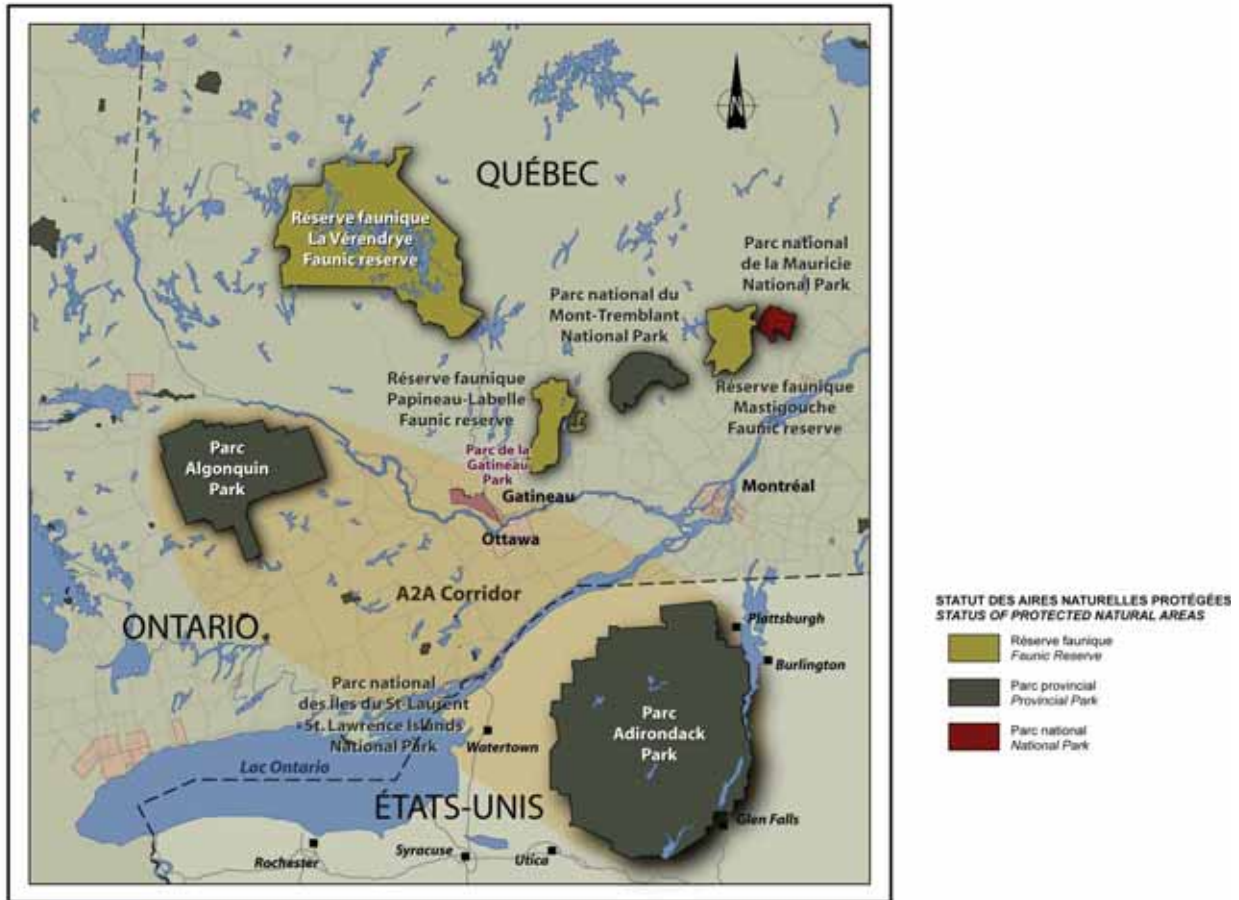 N
QUÉBEC
Réserve faunique
La Vérendrye
Faunic reserve
Parc national
de la Mauricie
National Park
Parc national du
Mont-Tremblant
National Park
Réserve faunique
Papineau-Labelle
Faunic reserve
Réserve faunique
Mastigouche
Faunic reserve
Parc
Algonquin
Park
Parc de la
Gatineau
Park
Gatineau
Montréal
Ottawa
A2A Corridor
ONTARIO
Plattsburgh
Burlington
Parc national
des Îles du St-Laurent
St. Lawrence Islands
National Park
Parc
Adirondack
Park
Watertown
Lac Ontario
ÉTATS-UNIS
Glen Falls
Rochester
Syracuse
Utica
STATUT DES AIRES NATURELLES PROTÉGÉES
STATUS OF PROTECTED NATURAL AREAS
Réserve faunique
Faunic Reserve
Parc provincial
Provincial Park
Parc national
National Park